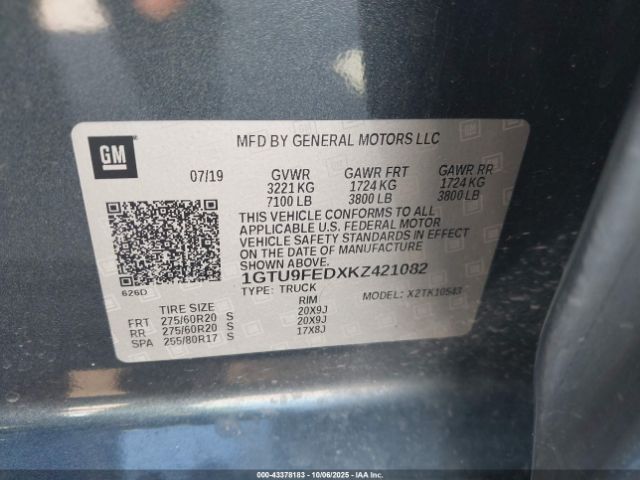 GM
MFD BY GENERAL MOTORS LLC
07/19 GVWR GAWR FRT GAWR RR
3221 KG 1724 KG 1724 KG
7100 LB 3800 LB 3800 LB
THIS VEHICLE CONFORMS TO ALL
APPLICABLE U.S. FEDERAL MOTOR
VEHICLE SAFETY STANDARDS IN EFFECT
ON THE DATE OF MANUFACTURE
SHOWN ABOVE.
1GTU9FEDXKZ421082
626D
TYPE: TRUCK MODEL: X2TK10543
TIRE SIZE RIM
FRT 275/60R20 S 20X9J
RR 275/60R20 S 20X9J
SPA 255/80R17 S 17X8J
000-43378183 - 10/06/2025 - IAA Inc.